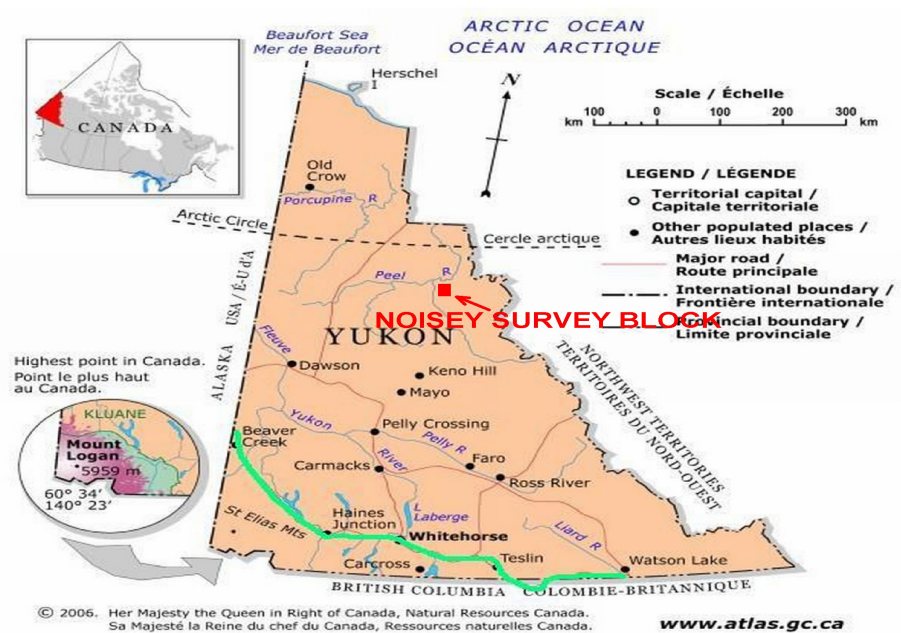 ARCTIC OCEAN
OCÉAN ARCTIQUE
Beaufort Sea
Mer de Beaufort
Herschel
I
N
CANADA
Scale / Échelle
100 0 100 200 300
km km
LEGEND / LÉGENDE
Territorial capital /
Capitale territoriale
Other populated places /
Autres lieux habités
Major road /
Route principale
International boundary /
Frontière internationale
Provincial boundary /
Limite provinciale
Old
Crow
Porcupine R
Arctic Circle
Cercle arctique
USA / É-U d'A
ALASKA
Peel R
NOISEY SURVEY BLOCK
YUKON
NORTHWEST TERRITORIES
TERRITOIRES DU NORD-OUEST
Fleuve
Dawson
Keno Hill
Mayo
Highest point in Canada.
Point le plus haut
au Canada.
KLUANE
Mount
Logan
5959 m
60° 34'
140° 23'
Beaver
Creek
Yukon
River
Pelly Crossing
Pelly R
Carmacks
Faro
Ross River
St Elias Mts
Haines
Junction
L
Laberge
Whitehorse
Liard R
Carcross
Teslin
Watson Lake
BRITISH COLUMBIA COLOMBIE-BRITANNIQUE
© 2006. Her Majesty the Queen in Right of Canada, Natural Resources Canada.
Sa Majesté la Reine du chef du Canada, Ressources naturelles Canada.
www.atlas.gc.ca